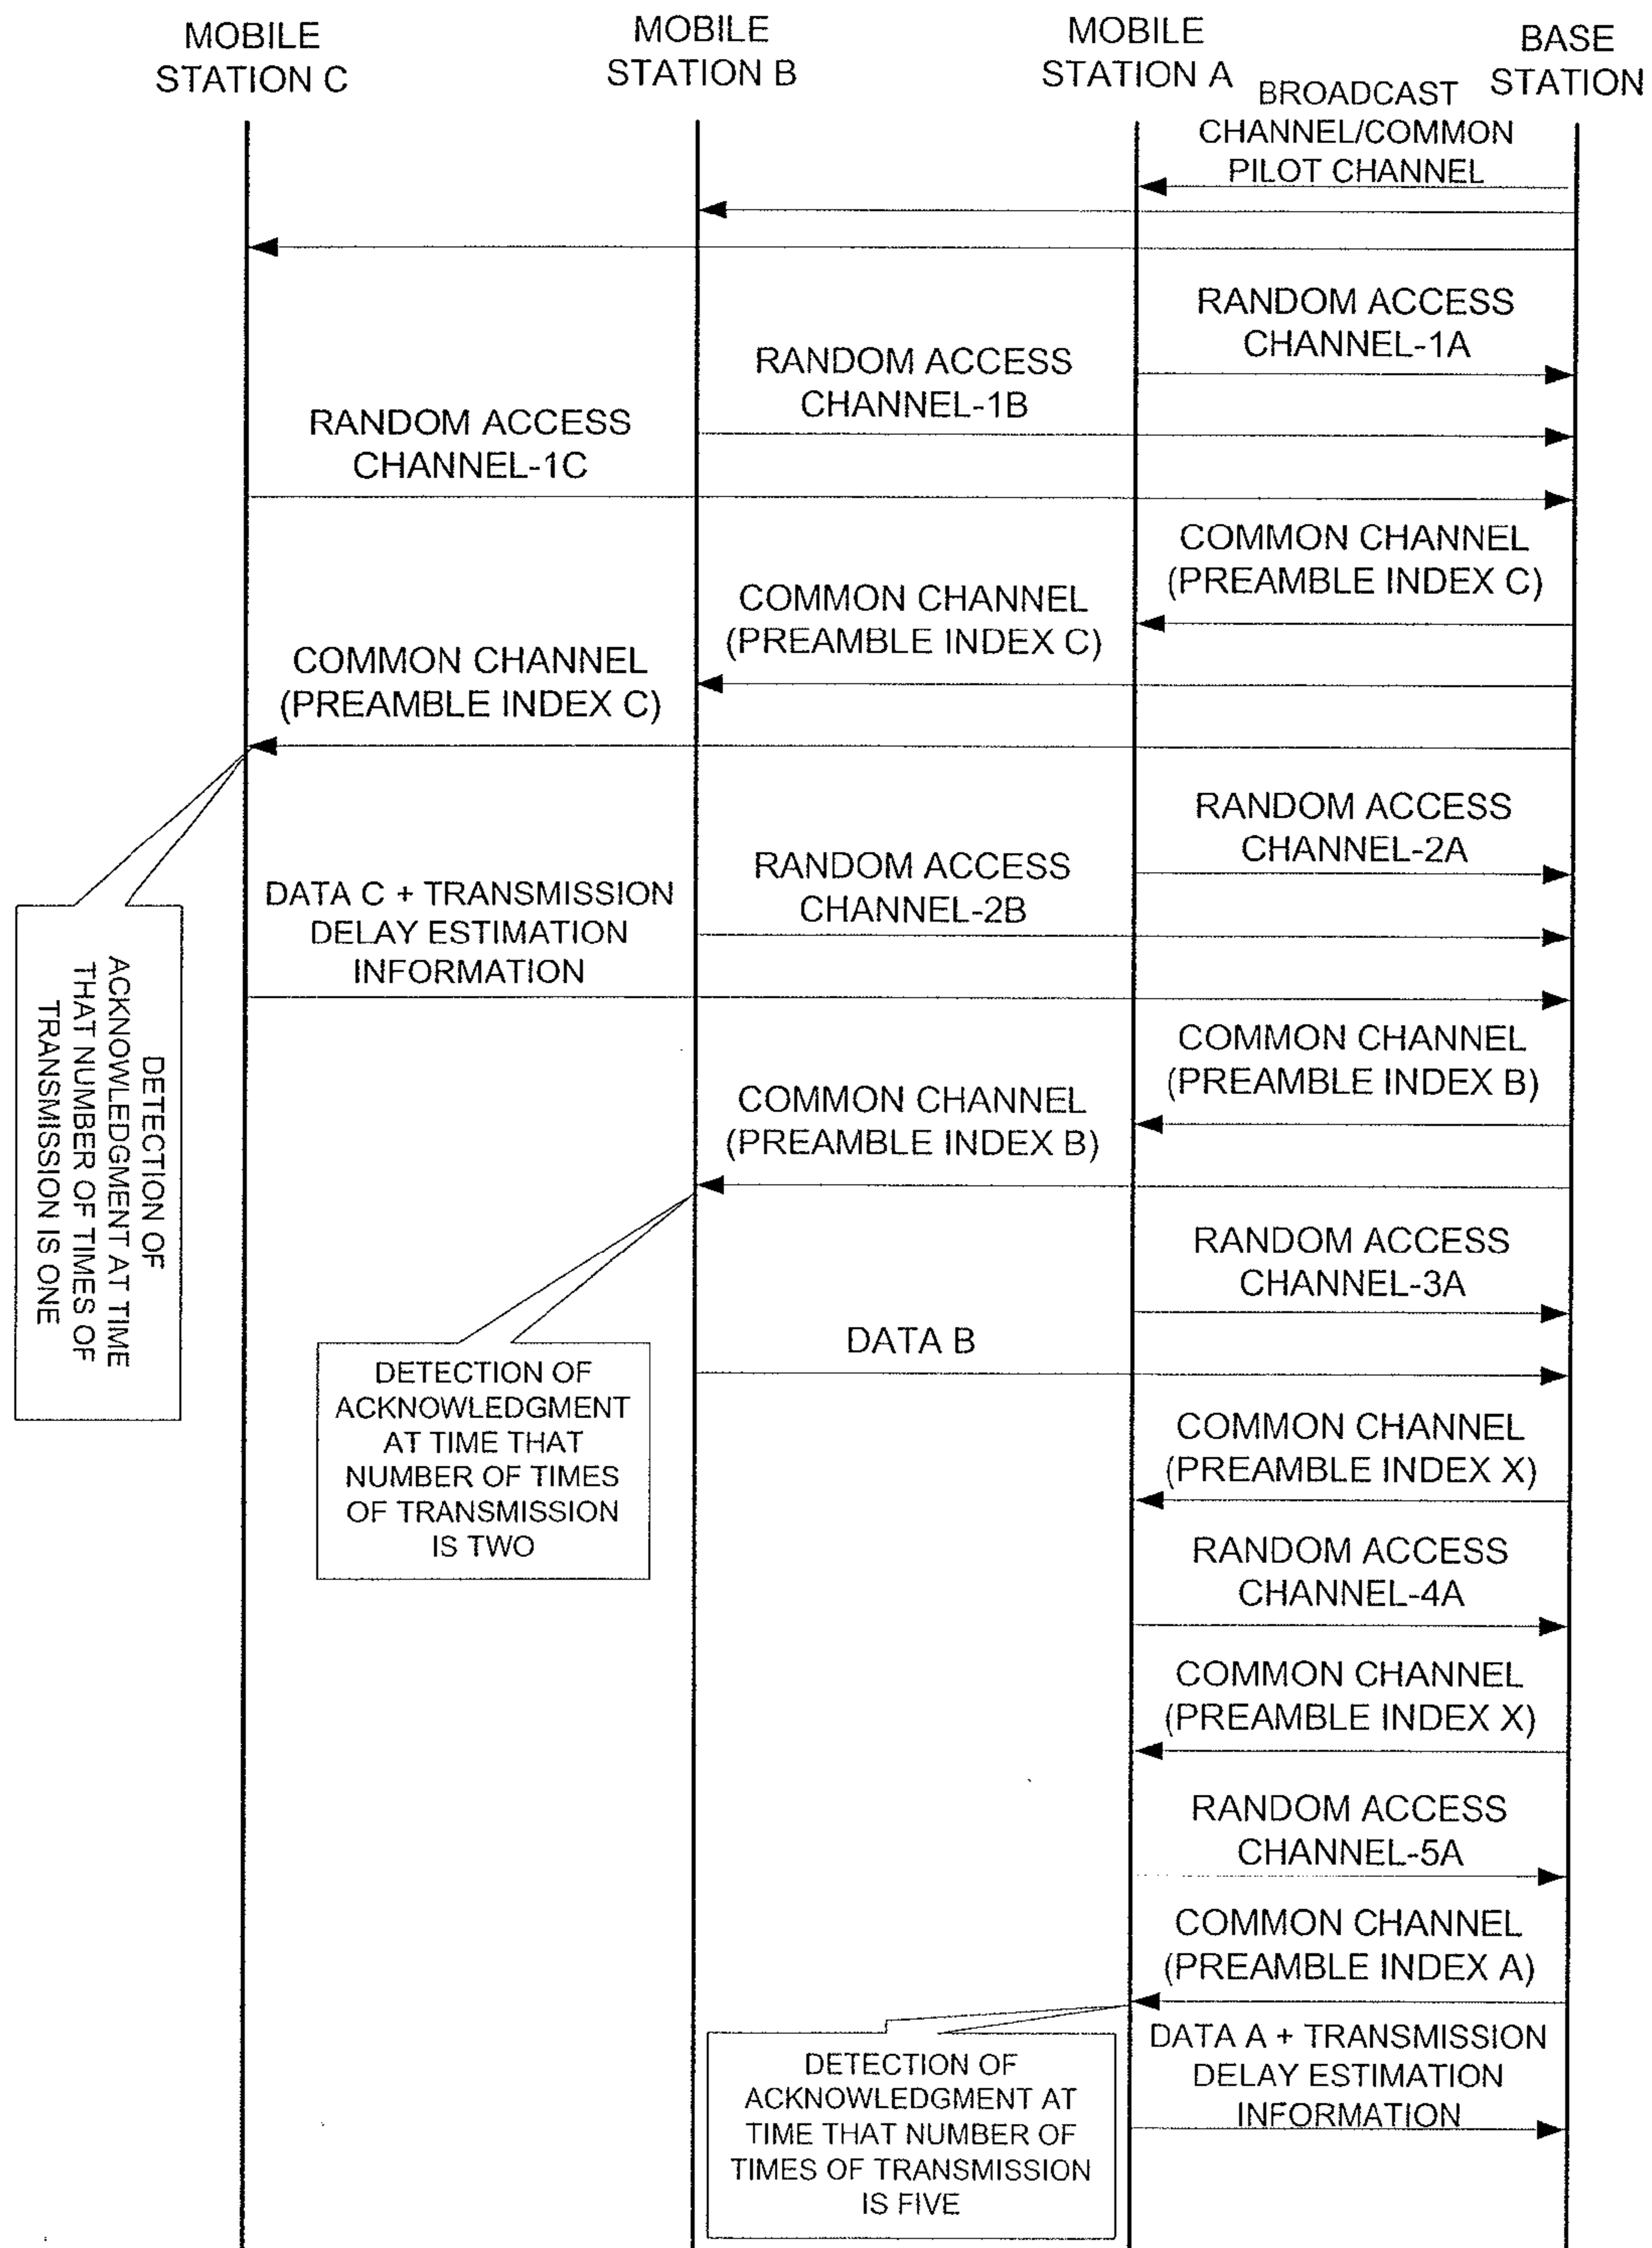 MOBILE
STATION C
MOBILE
STATION B
MOBILE
STATION A
BASE
STATION
BROADCAST
CHANNEL/COMMON
PILOT CHANNEL
RANDOM ACCESS
CHANNEL-1A
RANDOM ACCESS
CHANNEL-1B
RANDOM ACCESS
CHANNEL-1C
COMMON CHANNEL
(PREAMBLE INDEX C)
COMMON CHANNEL
(PREAMBLE INDEX C)
COMMON CHANNEL
(PREAMBLE INDEX C)
RANDOM ACCESS
CHANNEL-2A
RANDOM ACCESS
CHANNEL-2B
DATA C + TRANSMISSION
DELAY ESTIMATION
INFORMATION
DETECTION OF
ACKNOWLEDGMENT AT TIME
THAT NUMBER OF TIMES OF
TRANSMISSION IS ONE
COMMON CHANNEL
(PREAMBLE INDEX B)
COMMON CHANNEL
(PREAMBLE INDEX B)
RANDOM ACCESS
CHANNEL-3A
DATA B
DETECTION OF
ACKNOWLEDGMENT
AT TIME THAT
NUMBER OF TIMES
OF TRANSMISSION
IS TWO
COMMON CHANNEL
(PREAMBLE INDEX X)
RANDOM ACCESS
CHANNEL-4A
COMMON CHANNEL
(PREAMBLE INDEX X)
RANDOM ACCESS
CHANNEL-5A
COMMON CHANNEL
(PREAMBLE INDEX A)
DATA A + TRANSMISSION
DELAY ESTIMATION
INFORMATION
DETECTION OF
ACKNOWLEDGMENT AT
TIME THAT NUMBER OF
TIMES OF TRANSMISSION
IS FIVE